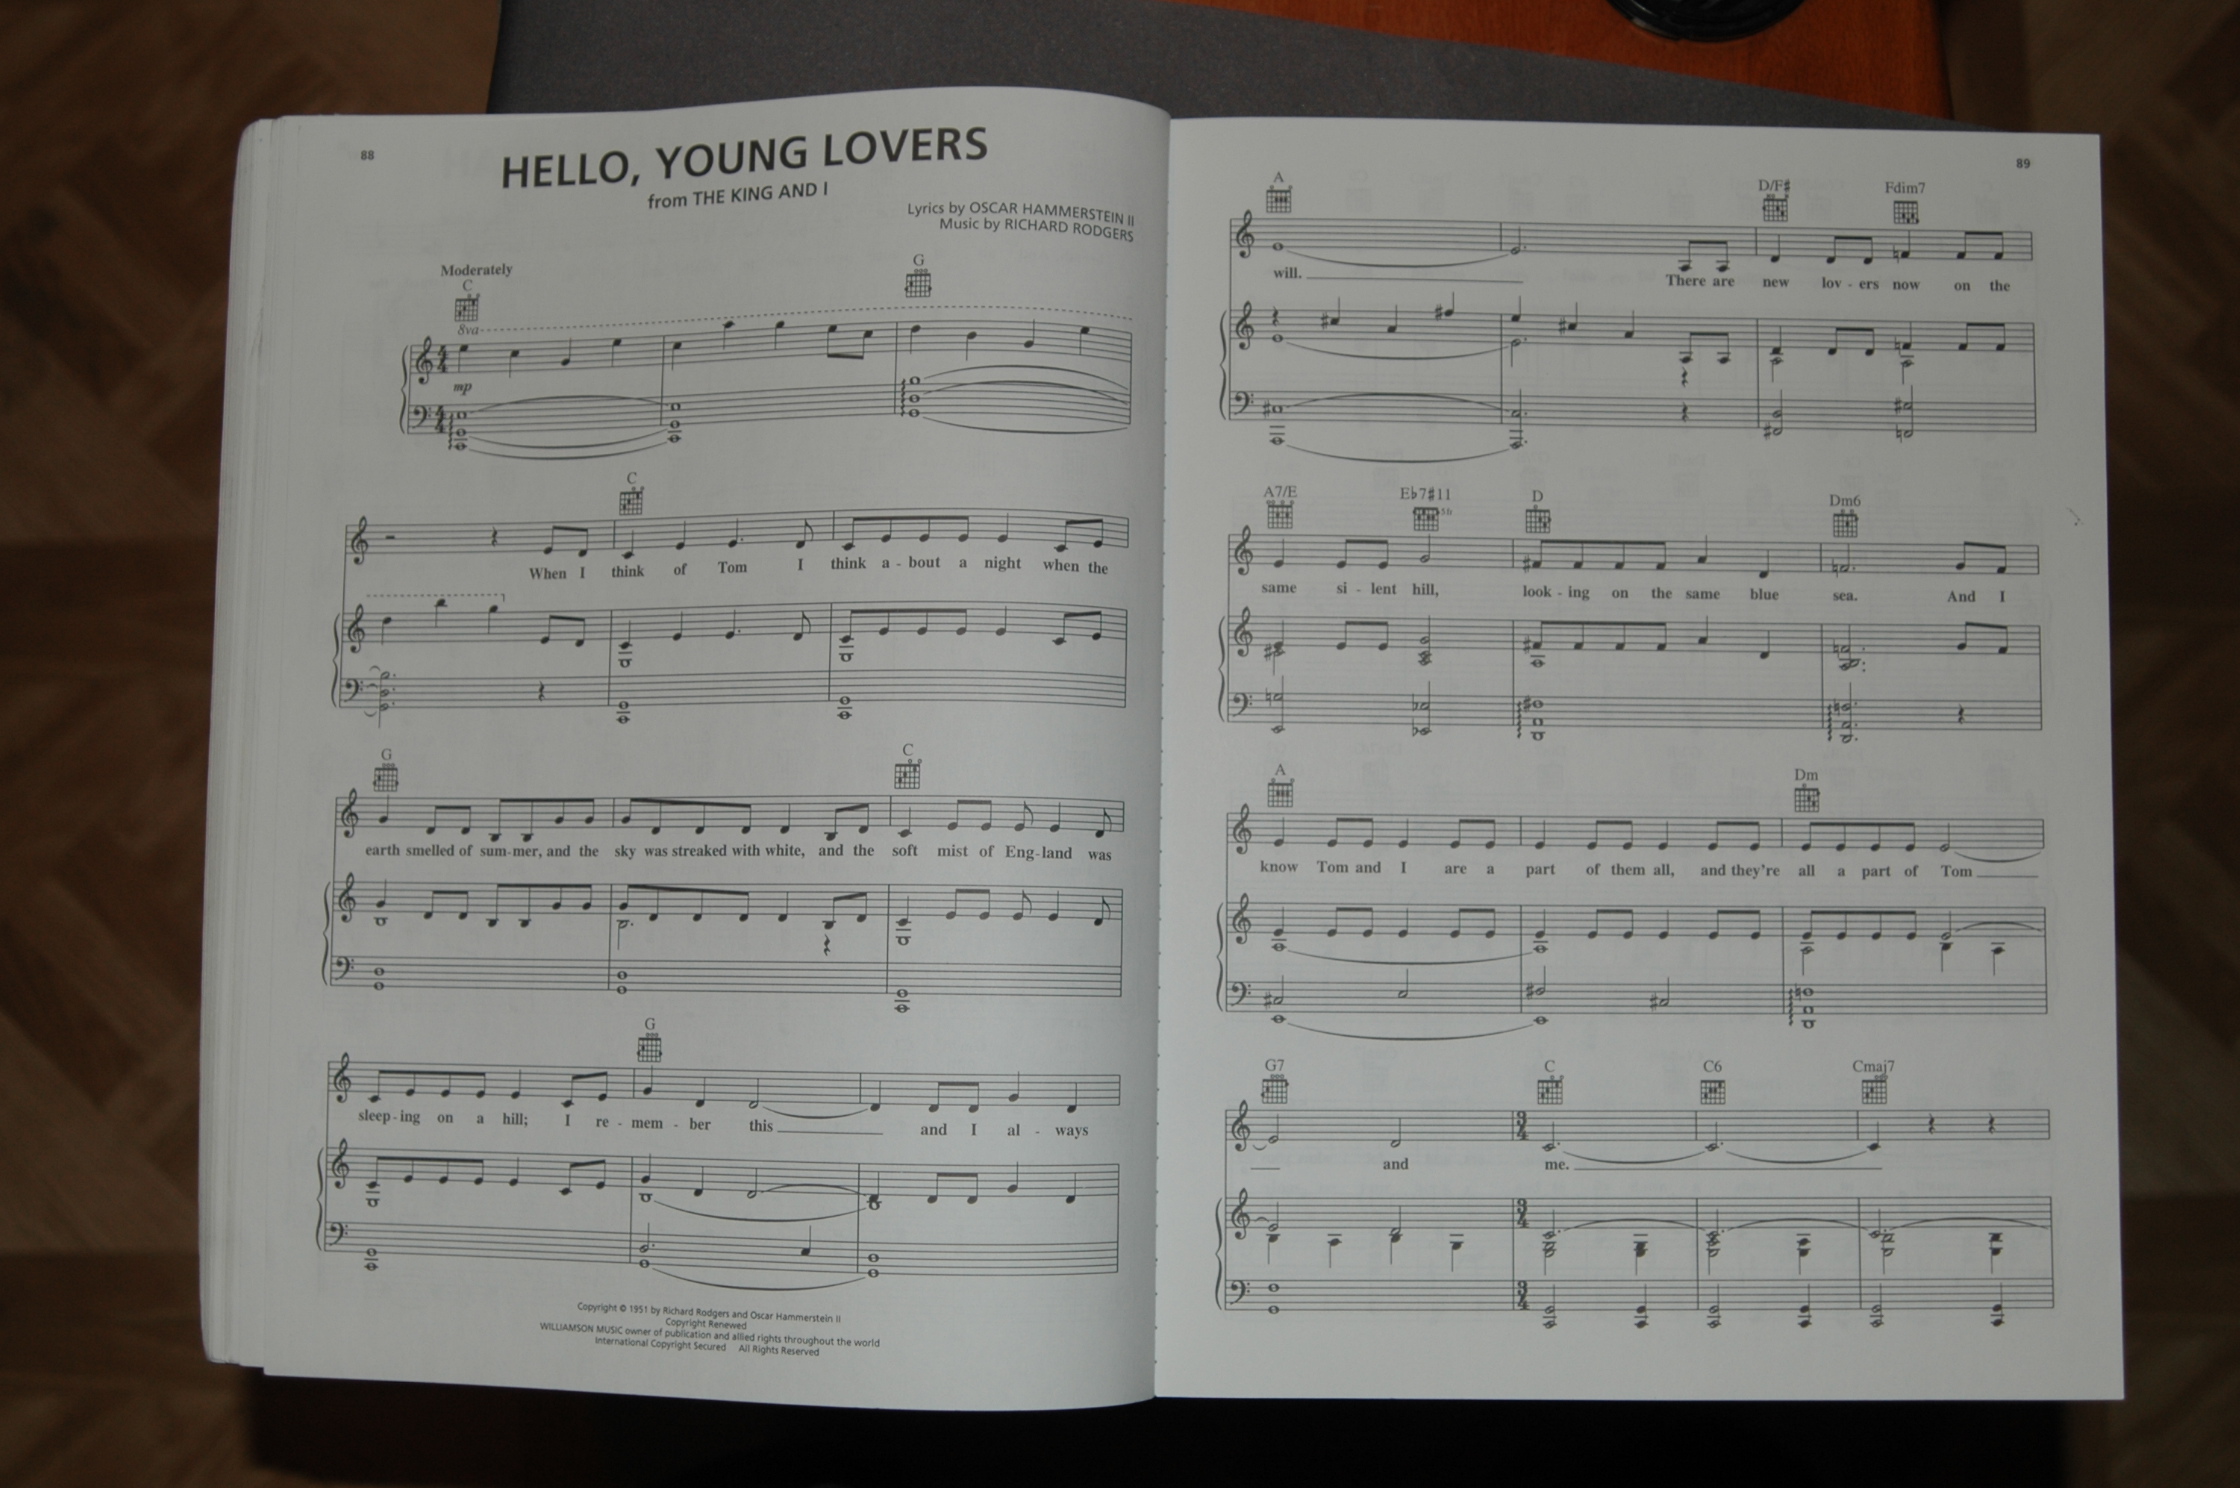 88
HELLO, YOUNG LOVERS
from THE KING AND I
Lyrics by OSCAR HAMMERSTEIN II
Music by RICHARD RODGERS
Moderately
C G
8va
mp
C
When I think of Tom I think a - bout a night when the
G C
earth smelled of sum-mer, and the sky was streaked with white, and the soft mist of Eng-land was
G
sleep-ing on a hill; I re - mem - ber this and I al - ways
Copyright © 1951 by Richard Rodgers and Oscar Hammerstein II
Copyright Renewed
WILLIAMSON MUSIC owner of publication and allied rights throughout the world
International Copyright Secured All Rights Reserved
89
A D/F♯ Fdim7
will. There are new lov - ers now on the
A7/E E♭7♯11 5fr D Dm6
same si - lent hill, look - ing on the same blue sea. And I
A Dm
know Tom and I are a part of them all, and they're all a part of Tom
G7 C C6 Cmaj7
and me.